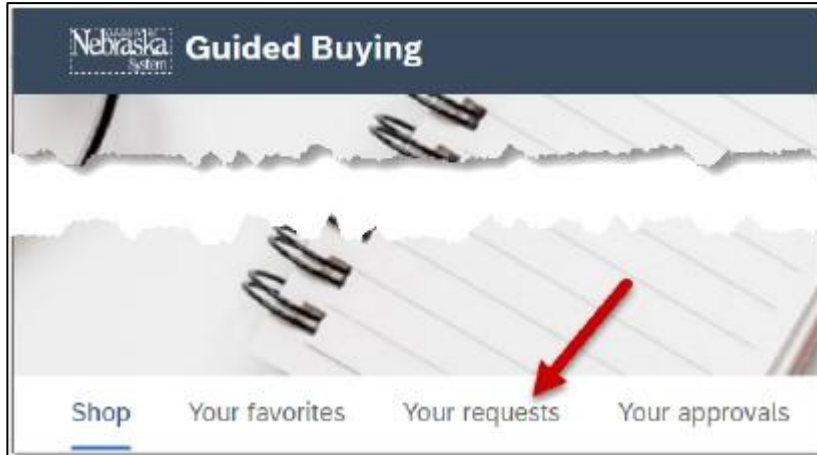 Nebraska
System
Guided Buying
Shop Your favorites Your requests Your approvals